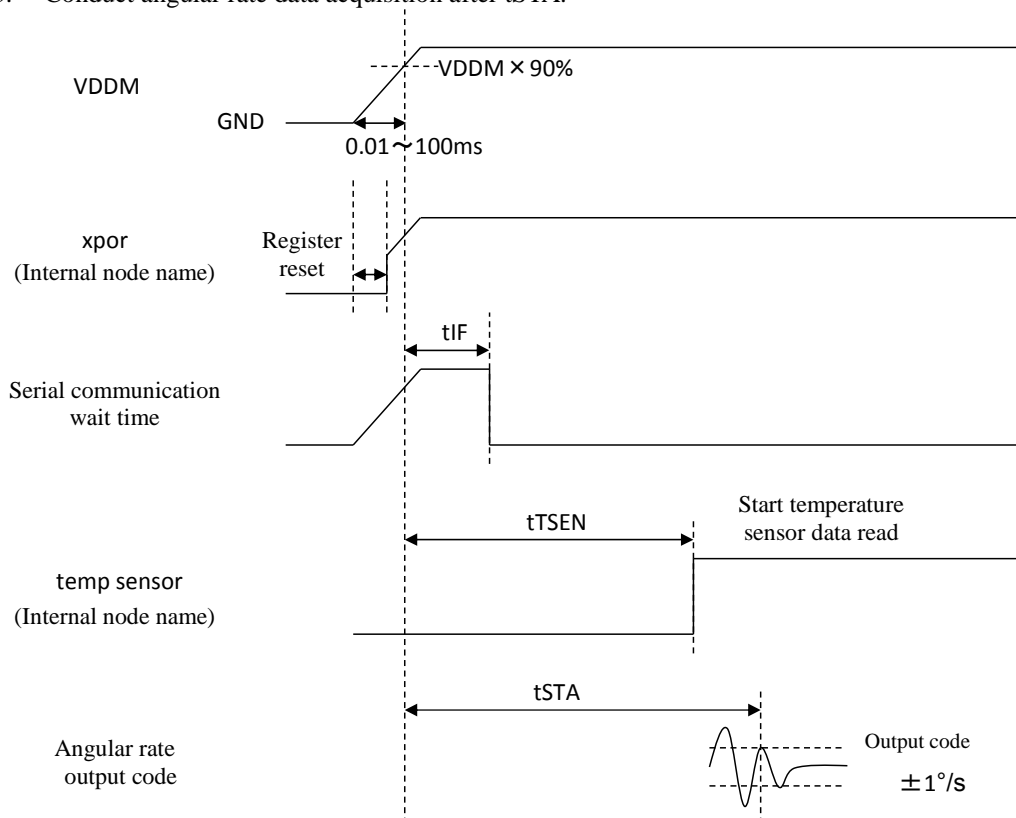 Conduct angular rate data acquisition after tSTA.
VDDM
VDDM×90%
GND
0.01～100ms
xpor
(Internal node name)
Register
reset
tIF
Serial communication
wait time
tTSEN
Start temperature
sensor data read
temp sensor
(Internal node name)
tSTA
Angular rate
output code
Output code
±1°/s